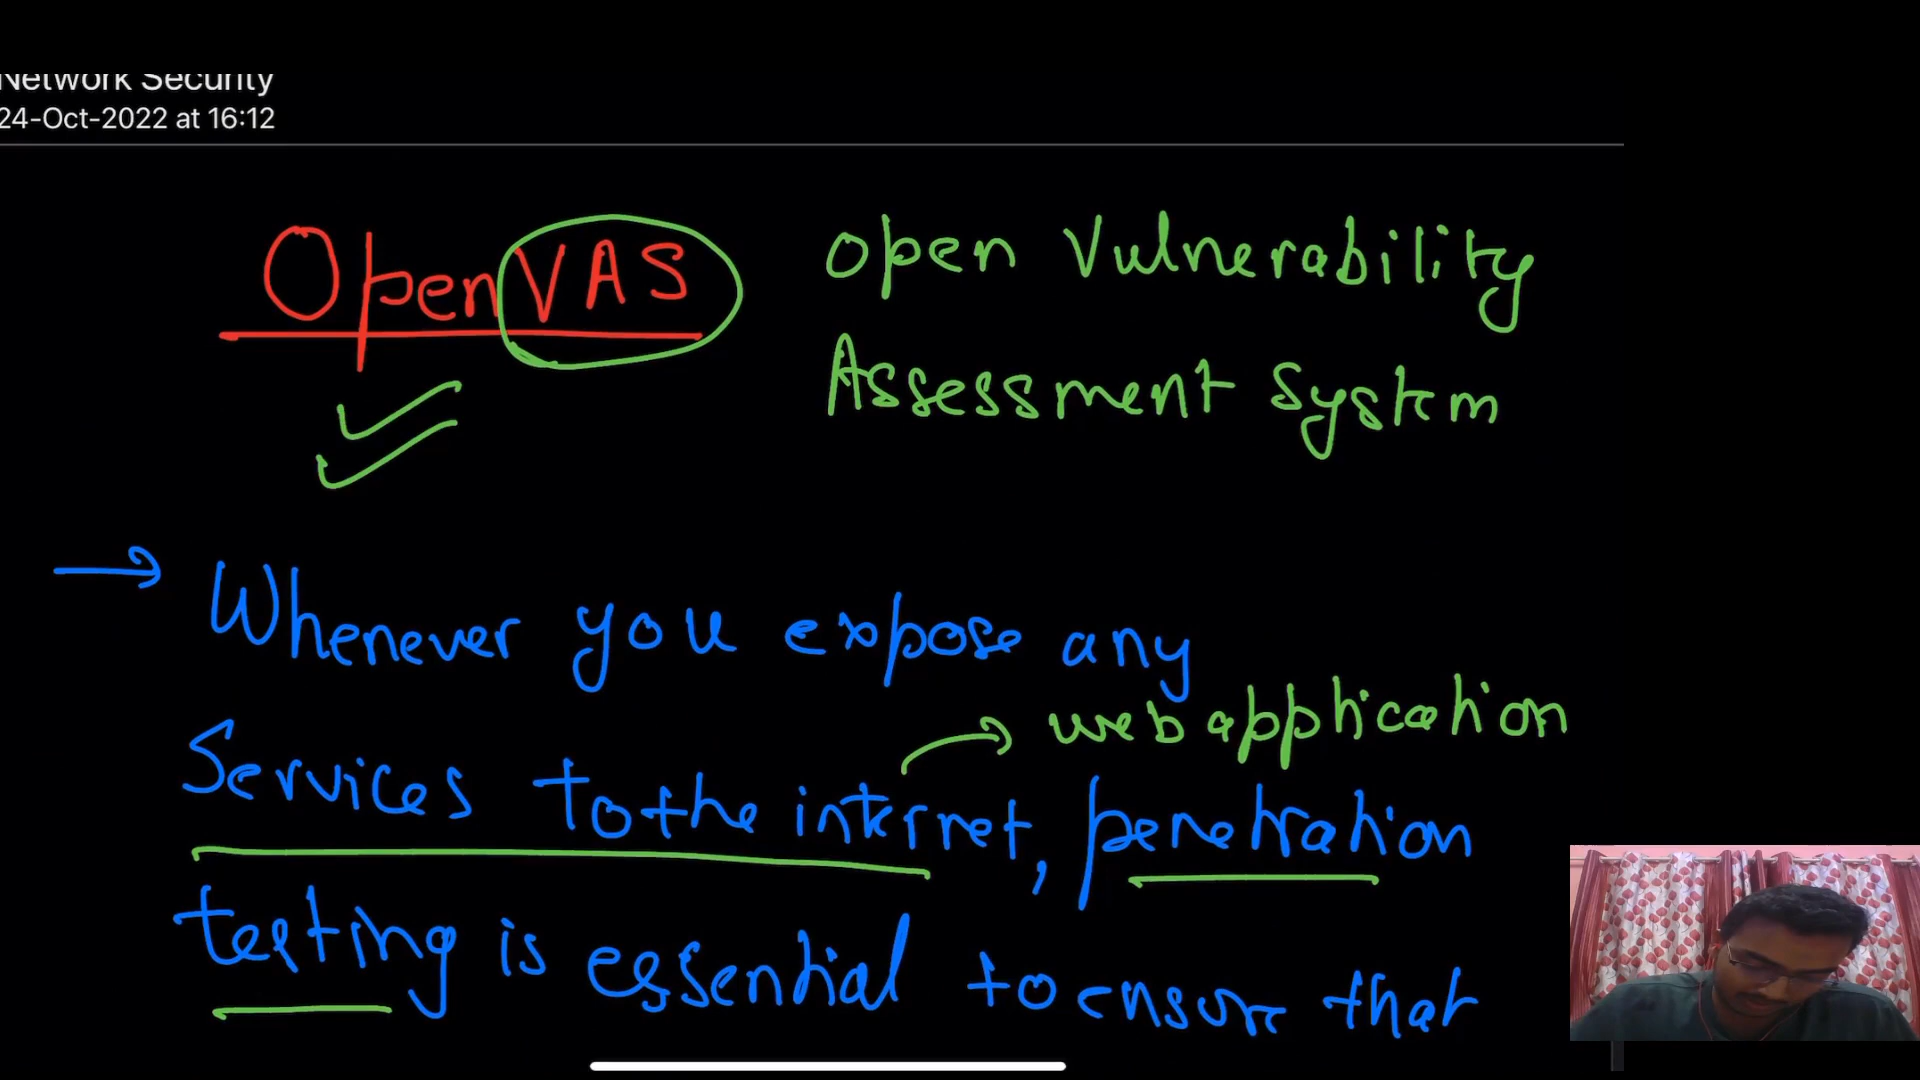 Network Security
24-Oct-2022 at 16:12
OpenVAS
Open Vulnerability
Assessment System
Whenever you expose any
web application
Services to the internet, penetration
testing is essential to ensure that